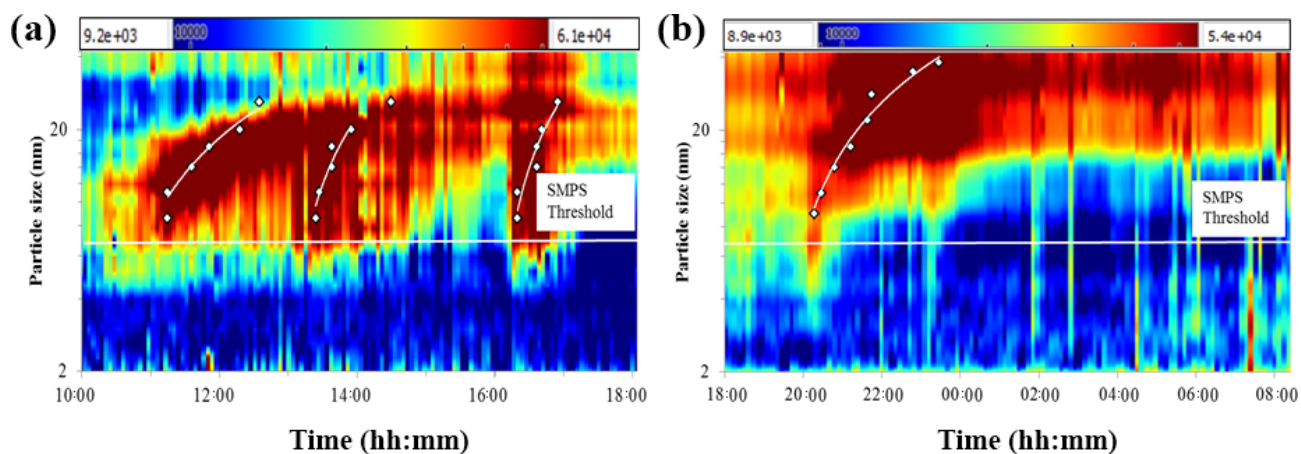 (a)
9.2e+03
10000
6.1e+04
Particle size (nm)
20
2
SMPS
Threshold
10:00
12:00
14:00
16:00
18:00
Time (hh:mm)
(b)
8.9e+03
10000
5.4e+04
Particle size (nm)
20
2
SMPS
Threshold
18:00
20:00
22:00
00:00
02:00
04:00
06:00
08:00
Time (hh:mm)